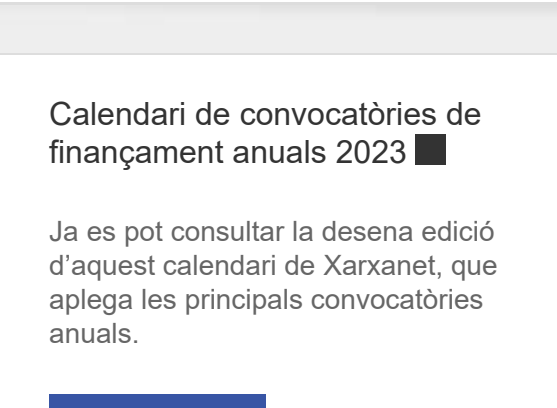 Calendari de convocatòries de
finançament anuals 2023
Ja es pot consultar la desena edició
d’aquest calendari de Xarxanet, que
aplega les principals convocatòries
anuals.